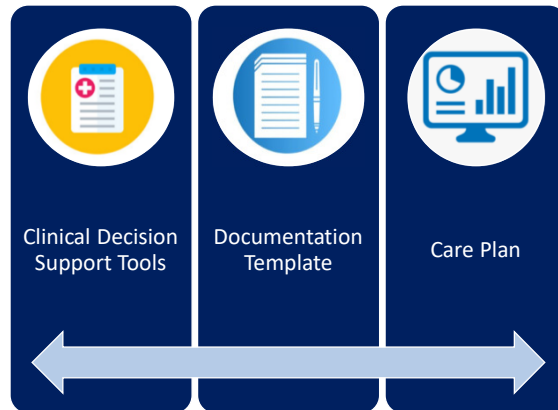 Clinical Decision
Support Tools
Documentation
Template
Care Plan